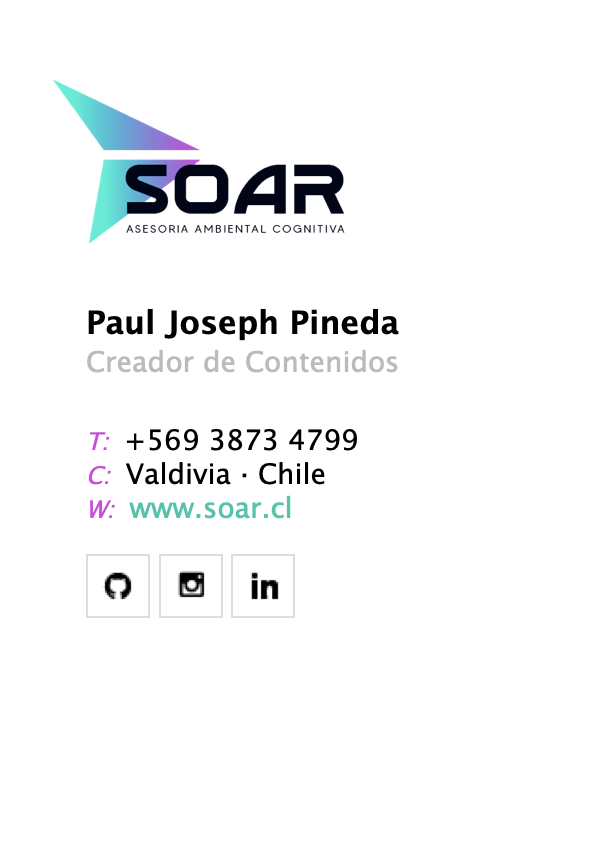 SOAR
ASESORIA AMBIENTAL COGNITIVA
Paul Joseph Pineda
Creador de Contenidos
T: +569 3873 4799
C: Valdivia · Chile
W: www.soar.cl
in